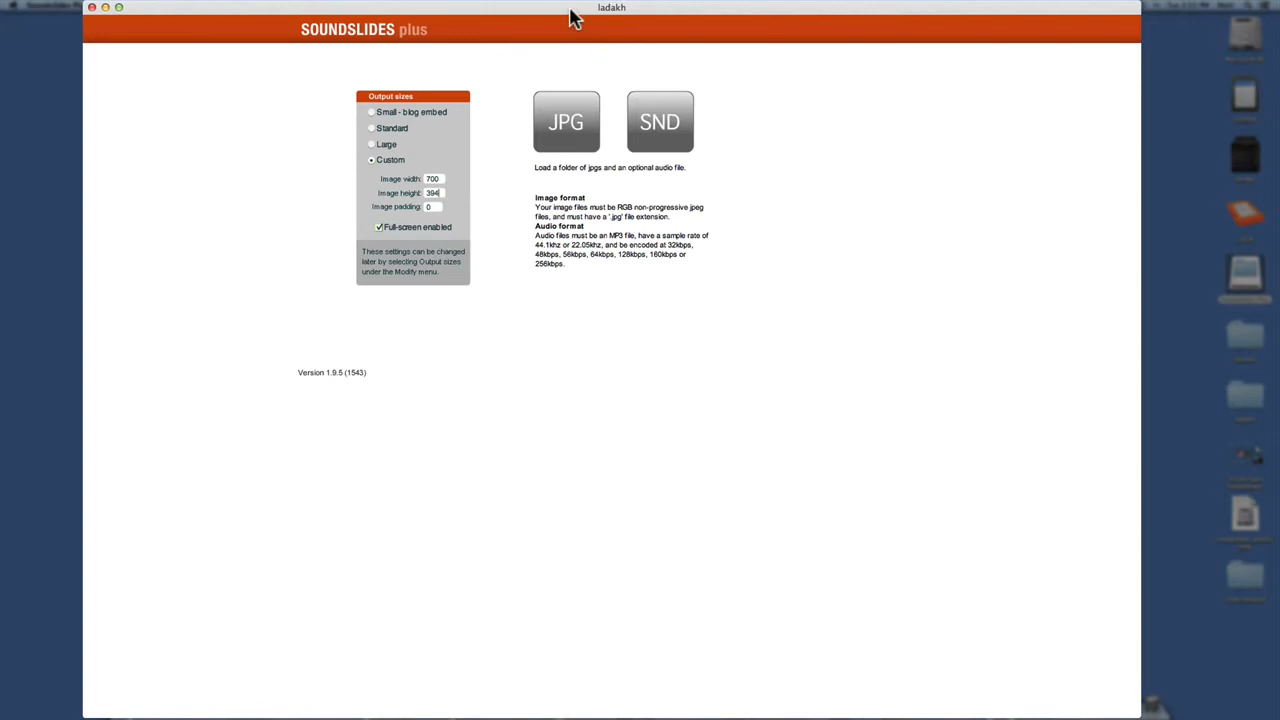 ladakh
SOUNDSLIDES plus
Output sizes
Small - blog embed
Standard
Large
Custom
Image width: 700
Image height: 394
Image padding: 0
Full-screen enabled
These settings can be changed
later by selecting Output sizes
under the Modify menu.
JPG
SND
Load a folder of jpgs and an optional audio file.
Image format
Your image files must be RGB non-progressive jpeg
files, and must have a '.jpg' file extension.
Audio format
Audio files must be an MP3 file, have a sample rate of
44.1khz or 22.05khz, and be encoded at 32kbps,
48kbps, 56kbps, 64kbps, 128kbps, 160kbps or
256kbps.
Version 1.9.5 (1543)